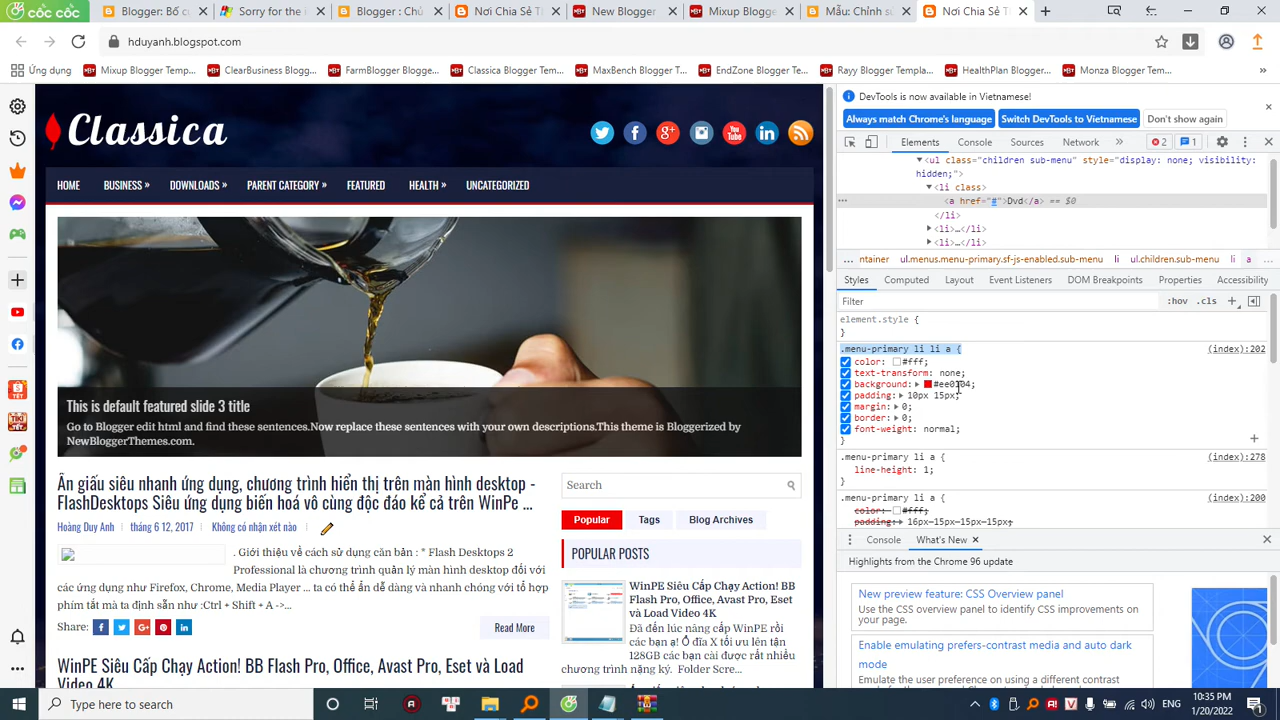 cốc cốc
Blogger: Bố c
Sorry for the i
Blogger : Chủ
Nơi Chia Sẻ T
New Blogger
Mixupx Blogg
Mẫu: Chỉnh s
Nơi Chia Sẻ Th
hduyanh.blogspot.com
Ứng dụng
Mixup Blogger Temp...
ClearBusiness Blogg...
FarmBlogger Blogge...
Classica Blogger Tem...
MaxBench Blogger T...
EndZone Blogger Te...
Rayy Blogger Templa...
HealthPlan Blogger...
Monza Blogger Temp...
DevTools is now available in Vietnamese!
Always match Chrome's language
Switch DevTools to Vietnamese
Don't show again
Elements
Console
Sources
Network
2
1
<ul class="children sub-menu" style="display: none; visibility:
hidden;">
<li class>
<a href="#">Dvd</a> == $0
</li>
<li>…</li>
<li>…</li>
... ntainer ul.menus.menu-primary.sf-js-enabled.sub-menu li ul.children.sub-menu li a ...
Styles
Computed
Layout
Event Listeners
DOM Breakpoints
Properties
Accessibility
Filter
:hov .cls
element.style {
}
.menu-primary li li a { (index):202
color: #fff;
text-transform: none;
background: #ee0104;
padding: 10px 15px;
margin: 0;
border: 0;
font-weight: normal;
}
.menu-primary li a { (index):278
line-height: 1;
}
.menu-primary li a { (index):200
color: #fff;
padding: 16px 15px 15px 15px;
Console
What's New
Highlights from the Chrome 96 update
New preview feature: CSS Overview panel
Use the CSS overview panel to identify CSS improvements on
your page.
Enable emulating prefers-contrast media and auto dark
mode
Emulate the user preference on using a different contrast
Classica
You
Tube
HOME
BUSINESS »
DOWNLOADS »
PARENT CATEGORY »
FEATURED
HEALTH »
UNCATEGORIZED
This is default featured slide 3 title
Go to Blogger edit html and find these sentences.Now replace these sentences with your own descriptions.This theme is Bloggerized by
NewBloggerThemes.com.
Ẩn giấu siêu nhanh ứng dụng, chương trình hiển thị trên màn hình desktop -
FlashDesktops Siêu ứng dụng biến hoá vô cùng độc đáo kể cả trên WinPe ...
Hoàng Duy Anh
tháng 6 12, 2017
Không có nhận xét nào
. Giới thiệu về cách sử dụng căn bản : * Flash Desktops 2
Professional là chương trình quản lý màn hình desktop đối với
các ứng dụng như Firefox, Chrome, Media Player ... ta có thể ẩn dễ dàng và nhanh chóng với tổ hợp
phím tắt mà ta định sẵn như :Ctrl + Shift + A ->...
Share:
Read More
WinPE Siêu Cấp Chạy Action! BB Flash Pro, Office, Avast Pro, Eset và Load
Video 4K
Search
Popular
Tags
Blog Archives
POPULAR POSTS
WinPE Siêu Cấp Chạy Action! BB
Flash Pro, Office, Avast Pro, Eset
và Load Video 4K
Đã đến lúc nâng cấp WinPE rồi
các bạn ạ! Ổ đĩa X tối ưu lên tận
128GB các bạn cài được rất nhiều
chương trình nặng ký. Folder Scre...
Type here to search
ENG
10:35 PM
1/20/2022